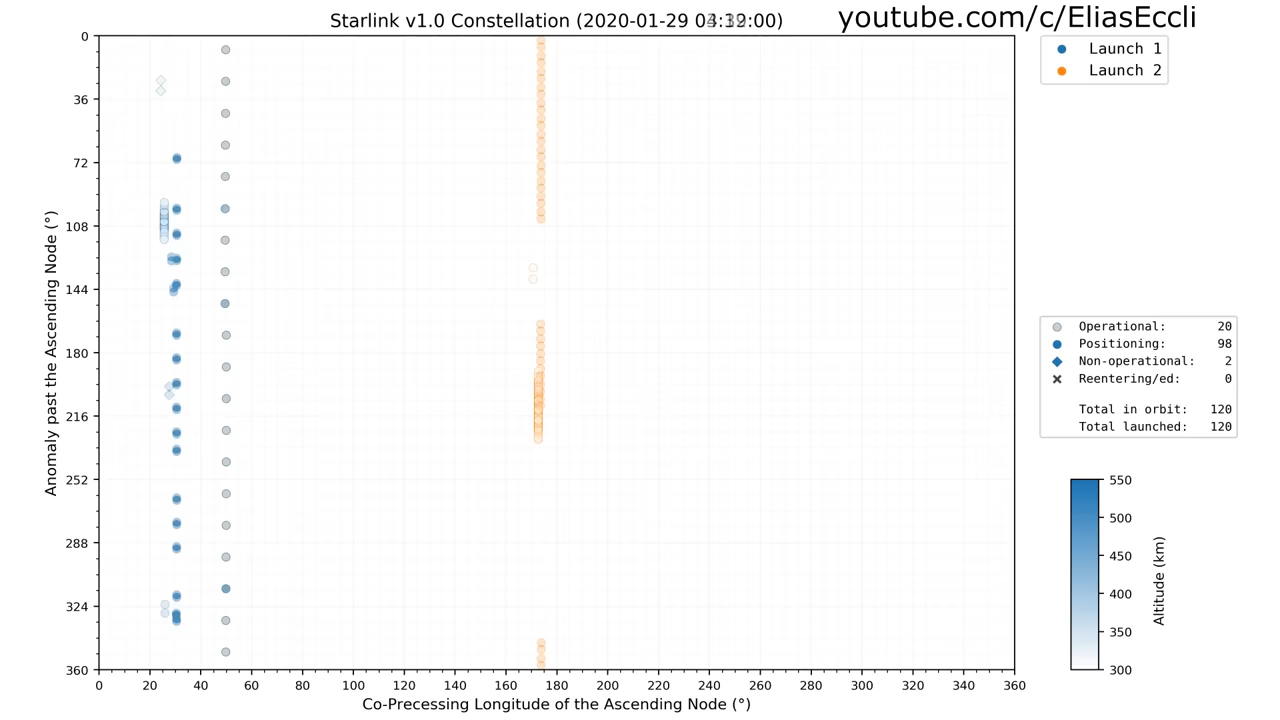 Starlink v1.0 Constellation (2020-01-29 :00)
youtube.com/c/EliasEccli
Launch 1
Launch 2
0
36
72
108
144
180
216
252
288
324
360
Anomaly past the Ascending Node (°)
0 20 40 60 80 100 120 140 160 180 200 220 240 260 280 300 320 340 360
Co-Precessing Longitude of the Ascending Node (°)
Operational: 20
Positioning: 98
Non-operational: 2
Reentering/ed: 0
Total in orbit: 120
Total launched: 120
550
500
450
400
350
300
Altitude (km)